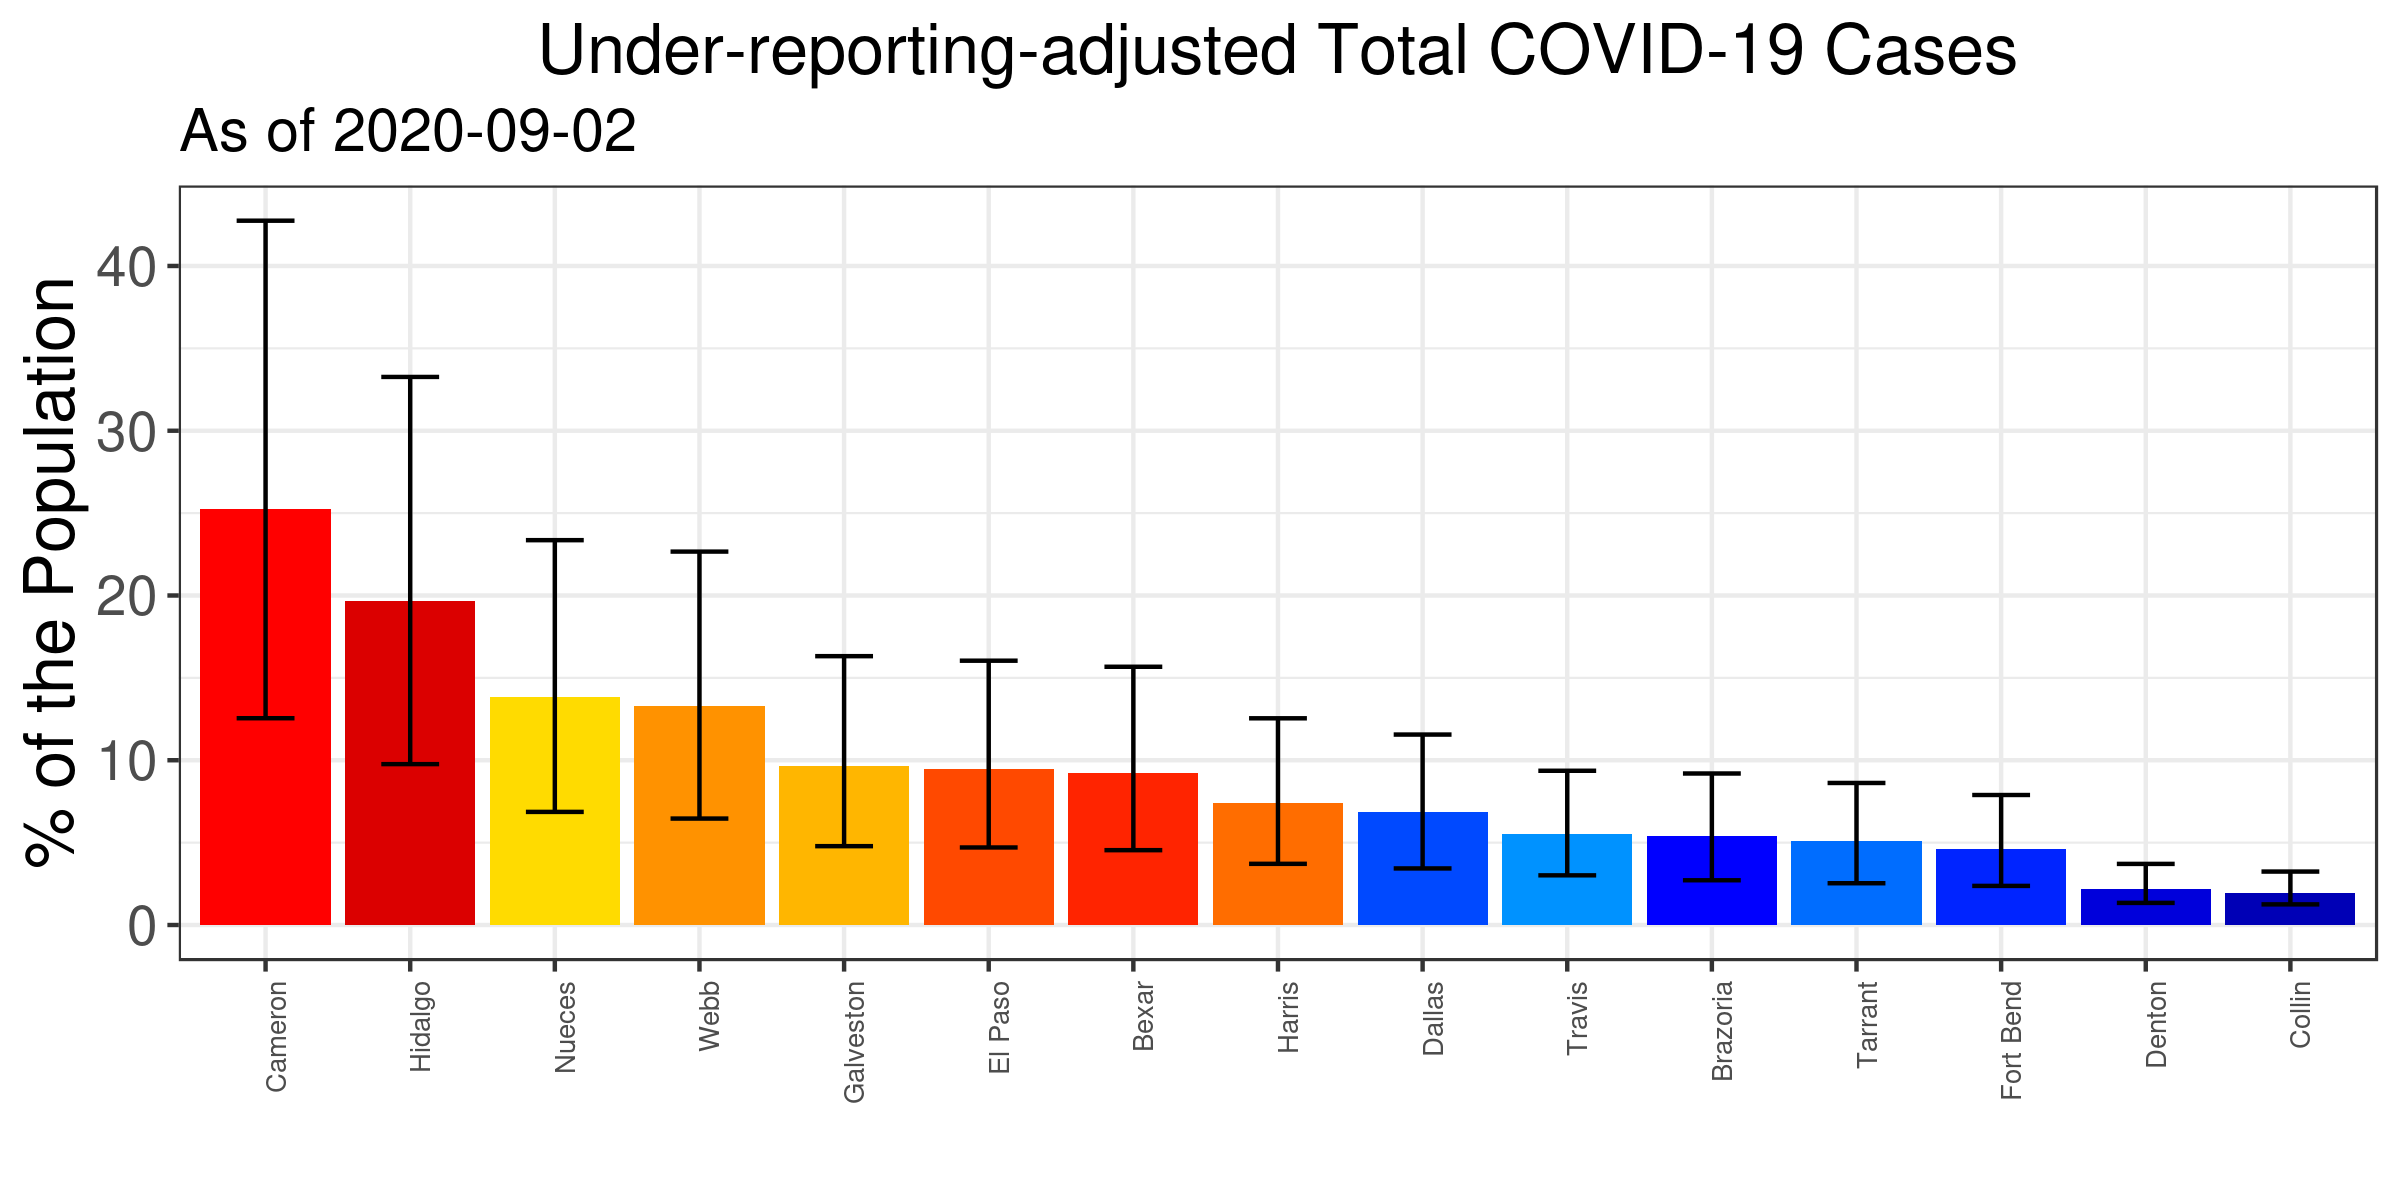 Under-reporting-adjusted Total COVID-19 Cases
As of 2020-09-02
% of the Population
40
30
20
10
0
Cameron
Hidalgo
Nueces
Webb
Galveston
El Paso
Bexar
Harris
Dallas
Travis
Brazoria
Tarrant
Fort Bend
Denton
Collin